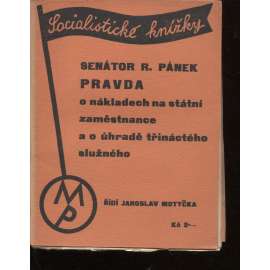 Socialistické knížky
SENÁTOR R. PÁNEK
PRAVDA
o nákladech na státní
zaměstnance
a o úhradě třináctého
služného
MP
ŘÍDÍ JAROSLAV MOTYČKA
Kč 2·—